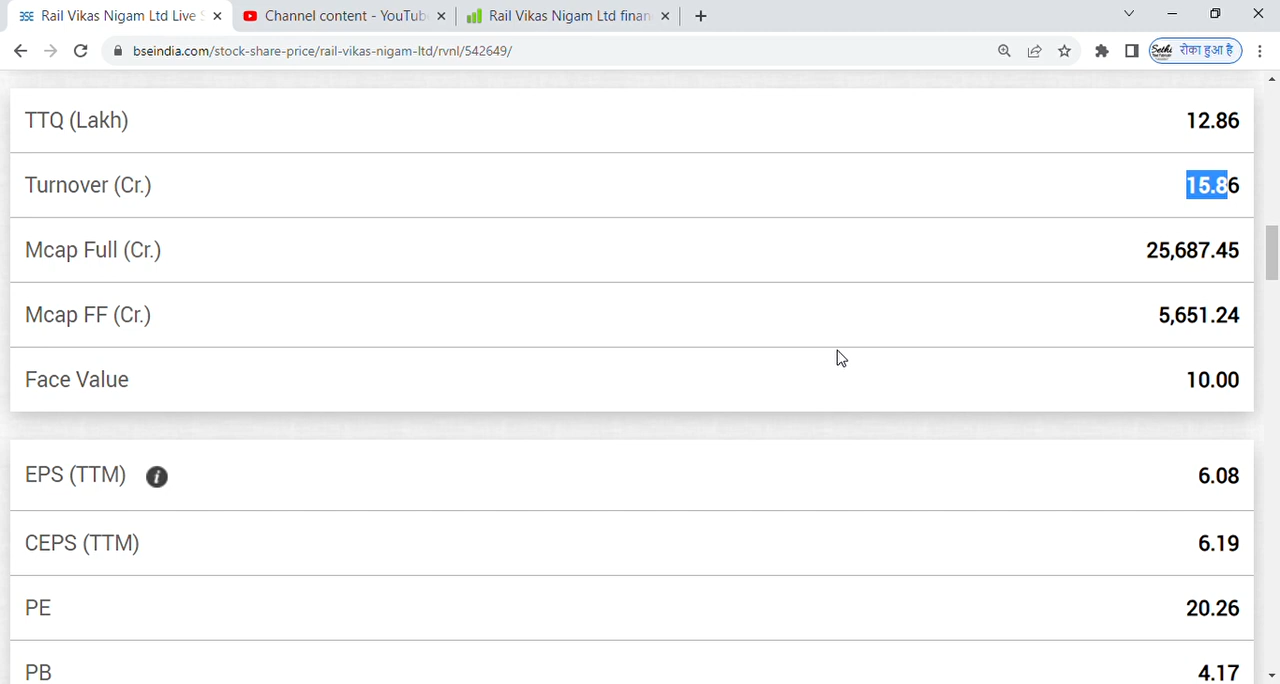 Rail Vikas Nigam Ltd Live S
Channel content - YouTub
Rail Vikas Nigam Ltd finan
bseindia.com/stock-share-price/rail-vikas-nigam-ltd/rvnl/542649/
Sethi रोका हुआ है
TTQ (Lakh) 12.86
Turnover (Cr.) 15.86
Mcap Full (Cr.) 25,687.45
Mcap FF (Cr.) 5,651.24
Face Value 10.00
EPS (TTM) i 6.08
CEPS (TTM) 6.19
PE 20.26
PB 4.17